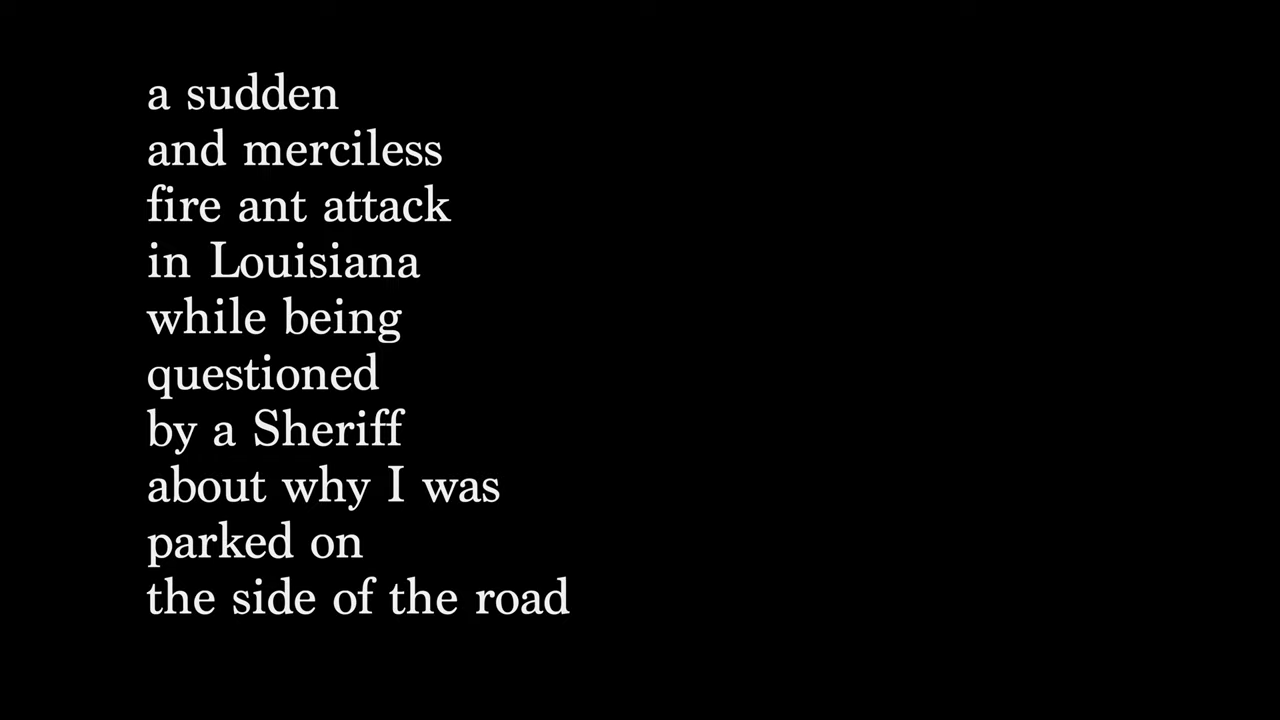 a sudden
and merciless
fire ant attack
in Louisiana
while being
questioned
by a Sheriff
about why I was
parked on
the side of the road